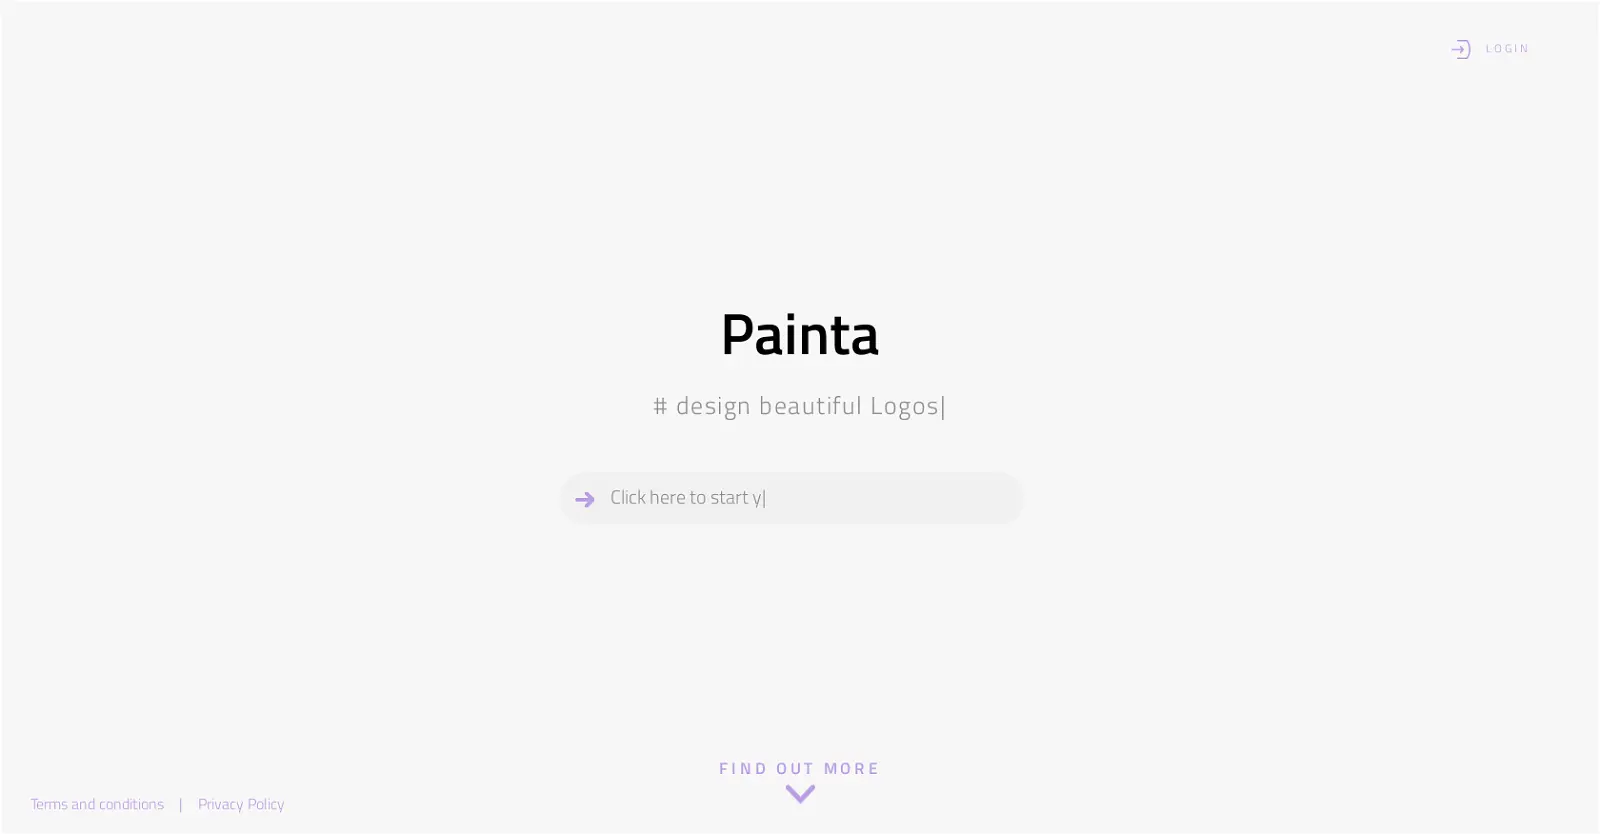 LOGIN
Painta
# design beautiful Logos|
Click here to start y|
FIND OUT MORE
Terms and conditions | Privacy Policy